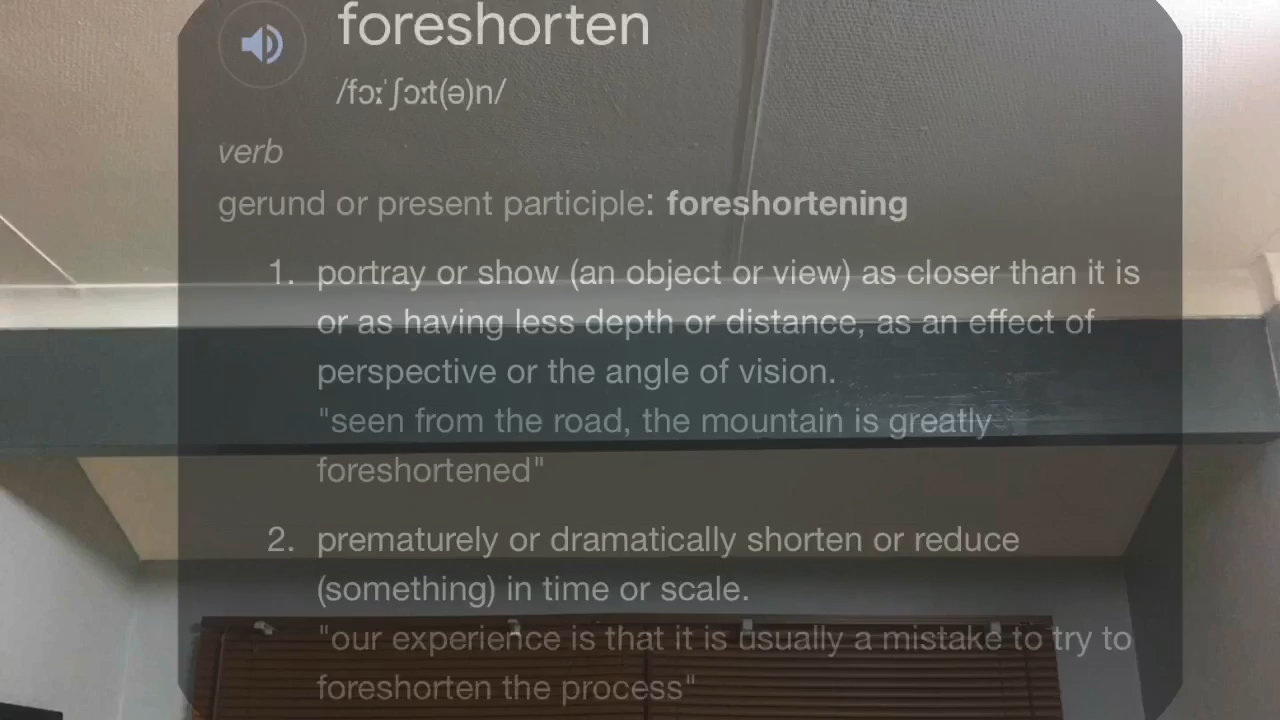 foreshorten
/fɔːˈʃɔːt(ə)n/
verb
gerund or present participle: foreshortening
1. portray or show (an object or view) as closer than it is
or as having less depth or distance, as an effect of
perspective or the angle of vision.
"seen from the road, the mountain is greatly
foreshortened"
2. prematurely or dramatically shorten or reduce
(something) in time or scale.
"our experience is that it is usually a mistake to try to
foreshorten the process"